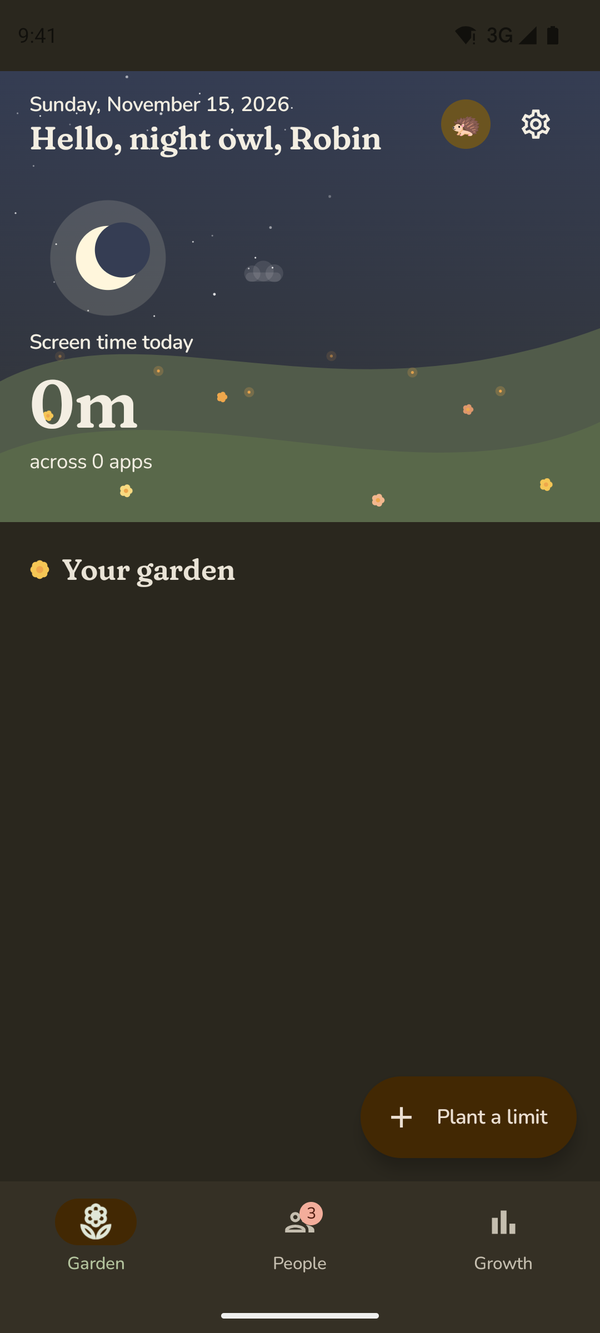 9:41
3G
Sunday, November 15, 2026
Hello, night owl, Robin
Screen time today
0m
across 0 apps
Your garden
Plant a limit
3
Garden
People
Growth